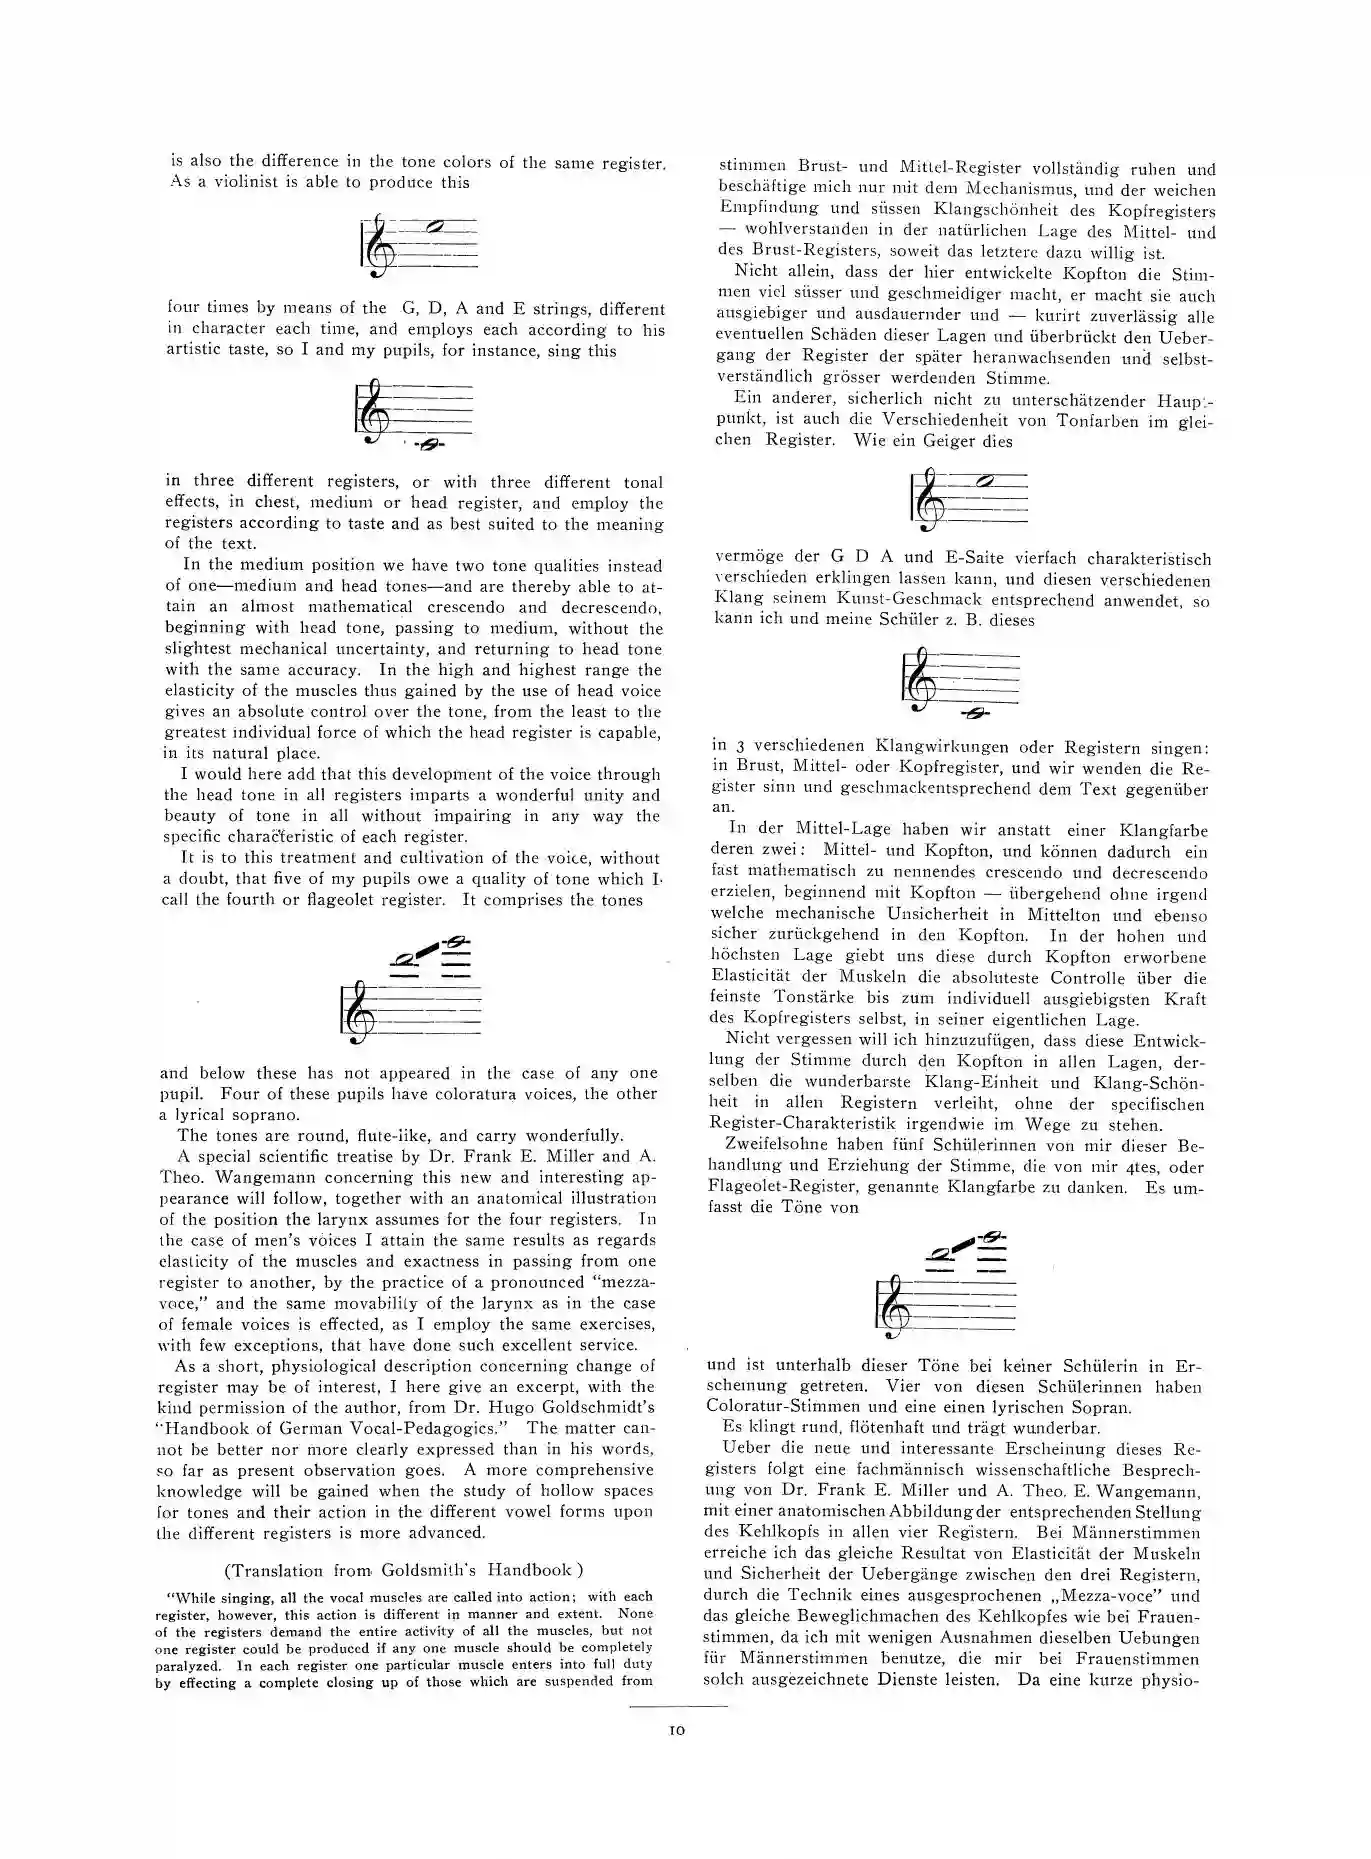 is also the difference in the tone colors of the same register.
As a violinist is able to produce this
four times by means of the G, D, A and E strings, different
in character each time, and employs each according to his
artistic taste, so I and my pupils, for instance, sing this
in three different registers, or with three different tonal
effects, in chest, medium or head register, and employ the
registers according to taste and as best suited to the meaning
of the text.
In the medium position we have two tone qualities instead
of one—medium and head tones—and are thereby able to at-
tain an almost mathematical crescendo and decrescendo,
beginning with head tone, passing to medium, without the
slightest mechanical uncertainty, and returning to head tone
with the same accuracy. In the high and highest range the
elasticity of the muscles thus gained by the use of head voice
gives an absolute control over the tone, from the least to the
greatest individual force of which the head register is capable,
in its natural place.
I would here add that this development of the voice through
the head tone in all registers imparts a wonderful unity and
beauty of tone in all without impairing in any way the
specific characteristic of each register.
It is to this treatment and cultivation of the voice, without
a doubt, that five of my pupils owe a quality of tone which I
call the fourth or flageolet register. It comprises the tones
and below these has not appeared in the case of any one
pupil. Four of these pupils have coloratura voices, the other
a lyrical soprano.
The tones are round, flute-like, and carry wonderfully.
A special scientific treatise by Dr. Frank E. Miller and A.
Theo. Wangemann concerning this new and interesting ap-
pearance will follow, together with an anatomical illustration
of the position the larynx assumes for the four registers. In
the case of men's voices I attain the same results as regards
elasticity of the muscles and exactness in passing from one
register to another, by the practice of a pronounced “mezza-
voce,” and the same movability of the larynx as in the case
of female voices is effected, as I employ the same exercises,
with few exceptions, that have done such excellent service.
As a short, physiological description concerning change of
register may be of interest, I here give an excerpt, with the
kind permission of the author, from Dr. Hugo Goldschmidt's
“Handbook of German Vocal-Pedagogics.” The matter can-
not be better nor more clearly expressed than in his words,
so far as present observation goes. A more comprehensive
knowledge will be gained when the study of hollow spaces
for tones and their action in the different vowel forms upon
the different registers is more advanced.
(Translation from Goldsmith's Handbook)
“While singing, all the vocal muscles are called into action; with each
register, however, this action is different in manner and extent. None
of the registers demand the entire activity of all the muscles, but not
one register could be produced if any one muscle should be completely
paralyzed. In each register one particular muscle enters into full duty
by effecting a complete closing up of those which are suspended from
stimmen Brust- und Mittel-Register vollständig ruhen und
beschäftige mich nur mit dem Mechanismus, und der weichen
Empfindung und süssen Klangschönheit des Kopfregisters
— wohlverstanden in der natürlichen Lage des Mittel- und
des Brust-Registers, soweit das letztere dazu willig ist.
Nicht allein, dass der hier entwickelte Kopfton die Stim-
men viel süsser und geschmeidiger macht, er macht sie auch
ausgiebiger und ausdauernder und — kurirt zuverlässig alle
eventuellen Schäden dieser Lagen und überbrückt den Ueber-
gang der Register der später heranwachsenden und selbst-
verständlich grösser werdenden Stimme.
Ein anderer, sicherlich nicht zu unterschätzender Haupt-
punkt, ist auch die Verschiedenheit von Tonfarben im glei-
chen Register. Wie ein Geiger dies
vermöge der G D A und E-Saite vierfach charakteristisch
verschieden erklingen lassen kann, und diesen verschiedenen
Klang seinem Kunst-Geschmack entsprechend anwendet, so
kann ich und meine Schüler z. B. dieses
in 3 verschiedenen Klangwirkungen oder Registern singen:
in Brust, Mittel- oder Kopfregister, und wir wenden die Re-
gister sinn und geschmackentsprechend dem Text gegenüber
an.
In der Mittel-Lage haben wir anstatt einer Klangfarbe
deren zwei: Mittel- und Kopfton, und können dadurch ein
fast mathematisch zu nennendes crescendo und decrescendo
erzielen, beginnend mit Kopfton — übergehend ohne irgend
welche mechanische Unsicherheit in Mittelton und ebenso
sicher zurückgehend in den Kopfton. In der hohen und
höchsten Lage giebt uns diese durch Kopfton erworbene
Elasticität der Muskeln die absoluteste Controlle über die
feinste Tonstärke bis zum individuell ausgiebigsten Kraft
des Kopfregisters selbst, in seiner eigentlichen Lage.
Nicht vergessen will ich hinzuzufügen, dass diese Entwick-
lung der Stimme durch den Kopfton in allen Lagen, der-
selben die wunderbarste Klang-Einheit und Klang-Schön-
heit in allen Registern verleiht, ohne der specifischen
Register-Charakteristik irgendwie im Wege zu stehen.
Zweifelsohne haben fünf Schülerinnen von mir dieser Be-
handlung und Erziehung der Stimme, die von mir 4tes, oder
Flageolet-Register, genannte Klangfarbe zu danken. Es um-
fasst die Töne von
und ist unterhalb dieser Töne bei keiner Schülerin in Er-
scheinung getreten. Vier von diesen Schülerinnen haben
Coloratur-Stimmen und eine einen lyrischen Sopran.
Es klingt rund, flötenhaft und trägt wunderbar.
Ueber die neue und interessante Erscheinung dieses Re-
gisters folgt eine fachmännisch wissenschaftliche Besprech-
ung von Dr. Frank E. Miller und A. Theo. E. Wangemann,
mit einer anatomischen Abbildung der entsprechenden Stellung
des Kehlkopfs in allen vier Registern. Bei Männerstimmen
erreiche ich das gleiche Resultat von Elasticität der Muskeln
und Sicherheit der Uebergänge zwischen den drei Registern,
durch die Technik eines ausgesprochenen „Mezza-voce” und
das gleiche Beweglichmachen des Kehlkopfes wie bei Frauen-
stimmen, da ich mit wenigen Ausnahmen dieselben Uebungen
für Männerstimmen benutze, die mir bei Frauenstimmen
solch ausgezeichnete Dienste leisten. Da eine kurze physio-
10